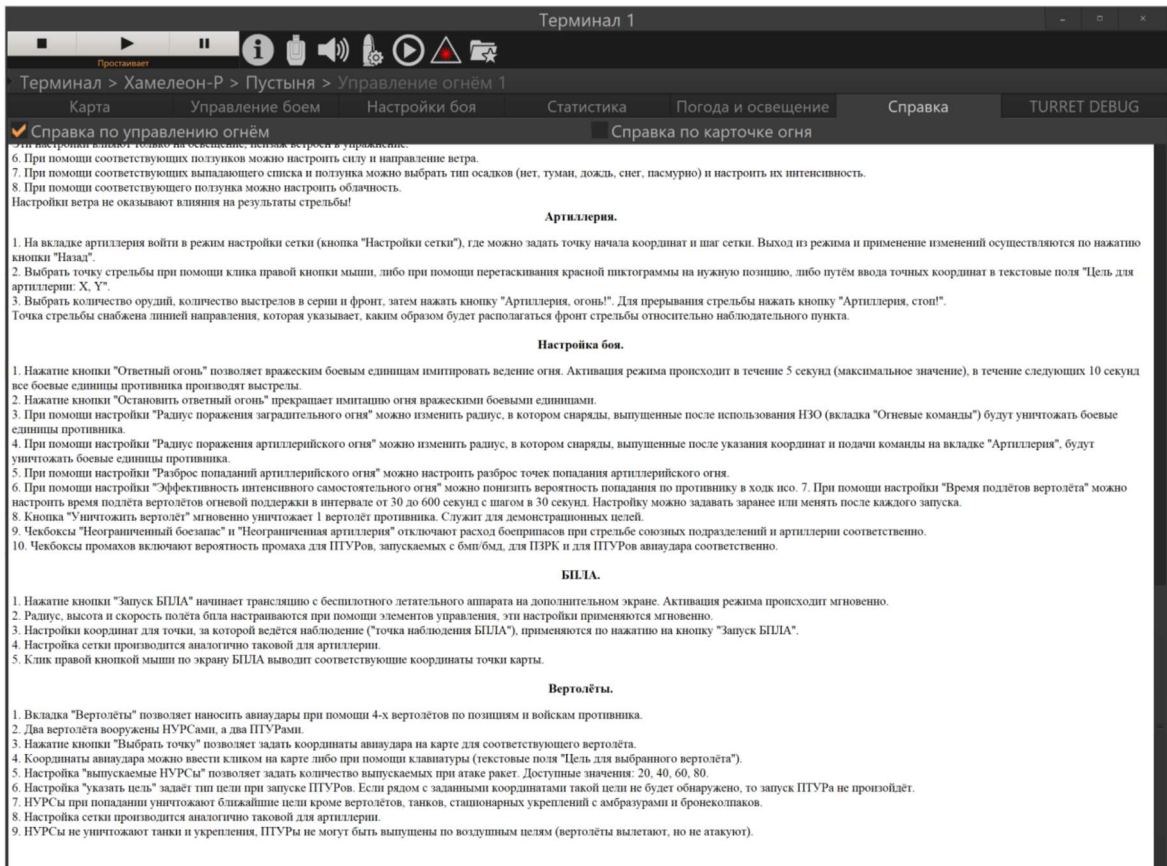 Терминал 1
Простаивает
Терминал > Хамелеон-Р > Пустыня > Управление огнём 1
Карта Управление боем Настройки боя Статистика Погода и освещение Справка TURRET DEBUG
Справка по управлению огнём Справка по карточке огня
Эти настройки влияют только на освещение, пейзаж встроен в упражнение.
6. При помощи соответствующих ползунков можно настроить силу и направление ветра.
7. При помощи соответствующих выпадающего списка и ползунка можно выбрать тип осадков (нет, туман, дождь, снег, пасмурно) и настроить их интенсивность.
8. При помощи соответствующего ползунка можно настроить облачность.
Настройки ветра не оказывают влияния на результаты стрельбы!
Артиллерия.
1. На вкладке артиллерия войти в режим настройки сетки (кнопка "Настройки сетки"), где можно задать точку начала координат и шаг сетки. Выход из режима и применение изменений осуществляются по нажатию
кнопки "Назад".
2. Выбрать точку стрельбы при помощи клика правой кнопки мыши, либо при помощи перетаскивания красной пиктограммы на нужную позицию, либо путём ввода точных координат в текстовые поля "Цель для
артиллерии: X, Y".
3. Выбрать количество орудий, количество выстрелов в серии и фронт, затем нажать кнопку "Артиллерия, огонь!". Для прерывания стрельбы нажать кнопку "Артиллерия, стоп!".
Точка стрельбы снабжена линией направления, которая указывает, каким образом будет располагаться фронт стрельбы относительно наблюдательного пункта.
Настройка боя.
1. Нажатие кнопки "Ответный огонь" позволяет вражеским боевым единицам имитировать ведение огня. Активация режима происходит в течение 5 секунд (максимальное значение), в течение следующих 10 секунд
все боевые единицы противника производят выстрелы.
2. Нажатие кнопки "Остановить ответный огонь" прекращает имитацию огня вражескими боевыми единицами.
3. При помощи настройки "Радиус поражения заградительного огня" можно изменить радиус, в котором снаряды, выпущенные после использования НЗО (вкладка "Огневые команды") будут уничтожать боевые
единицы противника.
4. При помощи настройки "Радиус поражения артиллерийского огня" можно изменить радиус, в котором снаряды, выпущенные после указания координат и подачи команды на вкладке "Артиллерия", будут
уничтожать боевые единицы противника.
5. При помощи настройки "Разброс попаданий артиллерийского огня" можно настроить разброс точек попадания артиллерийского огня.
6. При помощи настройки "Эффективность интенсивного самостоятельного огня" можно понизить вероятность попадания по противнику в ходк исо. 7. При помощи настройки "Время подлётов вертолёта" можно
настроить время подлёта вертолётов огневой поддержки в интервале от 30 до 600 секунд с шагом в 30 секунд. Настройку можно задавать заранее или менять после каждого запуска.
8. Кнопка "Уничтожить вертолёт" мгновенно уничтожает 1 вертолёт противника. Служит для демонстрационных целей.
9. Чекбоксы "Неограниченный боезапас" и "Неограниченная артиллерия" отключают расход боеприпасов при стрельбе союзных подразделений и артиллерии соответственно.
10. Чекбоксы промахов включают вероятность промаха для ПТУРов, запускаемых с бмп/бмд, для ПЗРК и для ПТУРов авиаудара соответственно.
БПЛА.
1. Нажатие кнопки "Запуск БПЛА" начинает трансляцию с беспилотного летательного аппарата на дополнительном экране. Активация режима происходит мгновенно.
2. Радиус, высота и скорость полёта бпла настраиваются при помощи элементов управления, эти настройки применяются мгновенно.
3. Настройки координат для точки, за которой ведётся наблюдение ("точка наблюдения БПЛА"), применяются по нажатию на кнопку "Запуск БПЛА".
4. Настройка сетки производится аналогично таковой для артиллерии.
5. Клик правой кнопкой мыши по экрану БПЛА выводит соответствующие координаты точки карты.
Вертолёты.
1. Вкладка "Вертолёты" позволяет наносить авиаудары при помощи 4-х вертолётов по позициям и войскам противника.
2. Два вертолёта вооружены НУРСами, а два ПТУРами.
3. Нажатие кнопки "Выбрать точку" позволяет задать координаты авиаудара на карте для соответствующего вертолёта.
4. Координаты авиаудара можно ввести кликом на карте либо при помощи клавиатуры (текстовые поля "Цель для выбранного вертолёта").
5. Настройка "выпускаемые НУРСы" позволяет задать количество выпускаемых при атаке ракет. Доступные значения: 20, 40, 60, 80.
6. Настройка "указать цель" задаёт тип цели при запуске ПТУРов. Если рядом с заданными координатами такой цели не будет обнаружено, то запуск ПТУРа не произойдёт.
7. НУРСы при попадании уничтожают ближайшие цели кроме вертолётов, танков, стационарных укреплений с амбразурами и бронеколпаков.
8. Настройка сетки производится аналогично таковой для артиллерии.
9. НУРСы не уничтожают танки и укрепления, ПТУРы не могут быть выпущены по воздушным целям (вертолёты вылетают, но не атакуют).